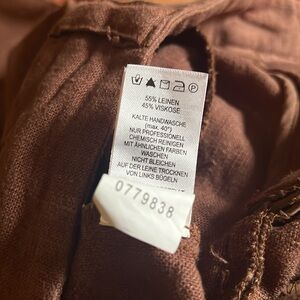 55% LEINEN
45% VISKOSE
KALTE HANDWÄSCHE
(max. 40°)
NUR PROFESSIONELL
CHEMISCH REINIGEN
MIT ÄHNLICHEN FARBEN
WASCHEN
NICHT BLEICHEN
AUF DER LEINE TROCKNEN
VON LINKS BÜGELN
0779838